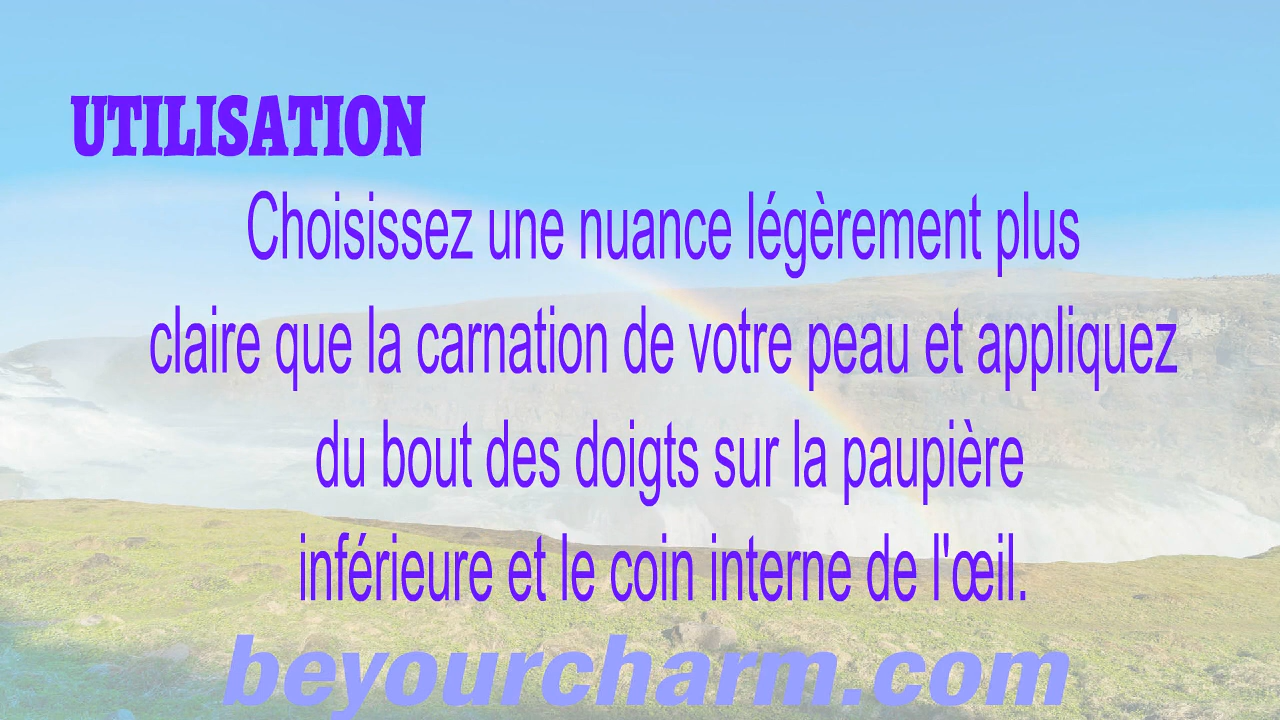 UTILISATION
Choisissez une nuance légèrement plus
claire que la carnation de votre peau et appliquez
du bout des doigts sur la paupière
inférieure et le coin interne de l'œil.
beyourcharm.com